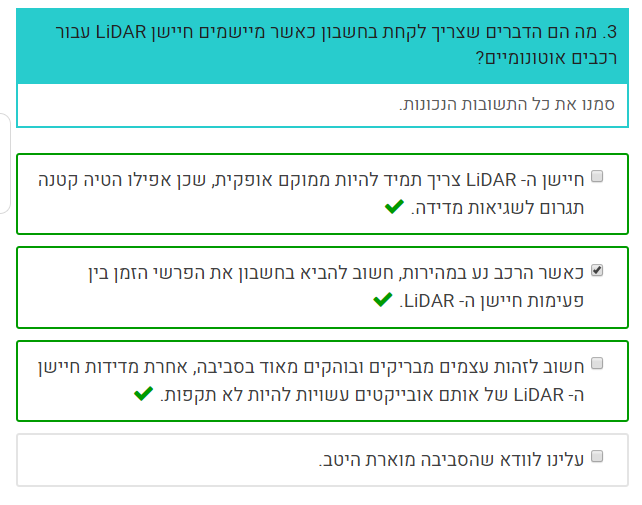 3. מה הם הדברים שצריך לקחת בחשבון כאשר מיישמים חיישן LiDAR עבור
רכבים אוטונומיים?
סמנו את כל התשובות הנכונות.
חיישן ה- LiDAR צריך תמיד להיות ממוקם אופקית, שכן אפילו הטיה קטנה
תגרום לשגיאות מדידה.
כאשר הרכב נע במהירות, חשוב להביא בחשבון את הפרשי הזמן בין
פעימות חיישן ה- LiDAR.
חשוב לזהות עצמים מבריקים ובוהקים מאוד בסביבה, אחרת מדידות חיישן
ה- LiDAR של אותם אובייקטים עשויות להיות לא תקפות.
עלינו לוודא שהסביבה מוארת היטב.